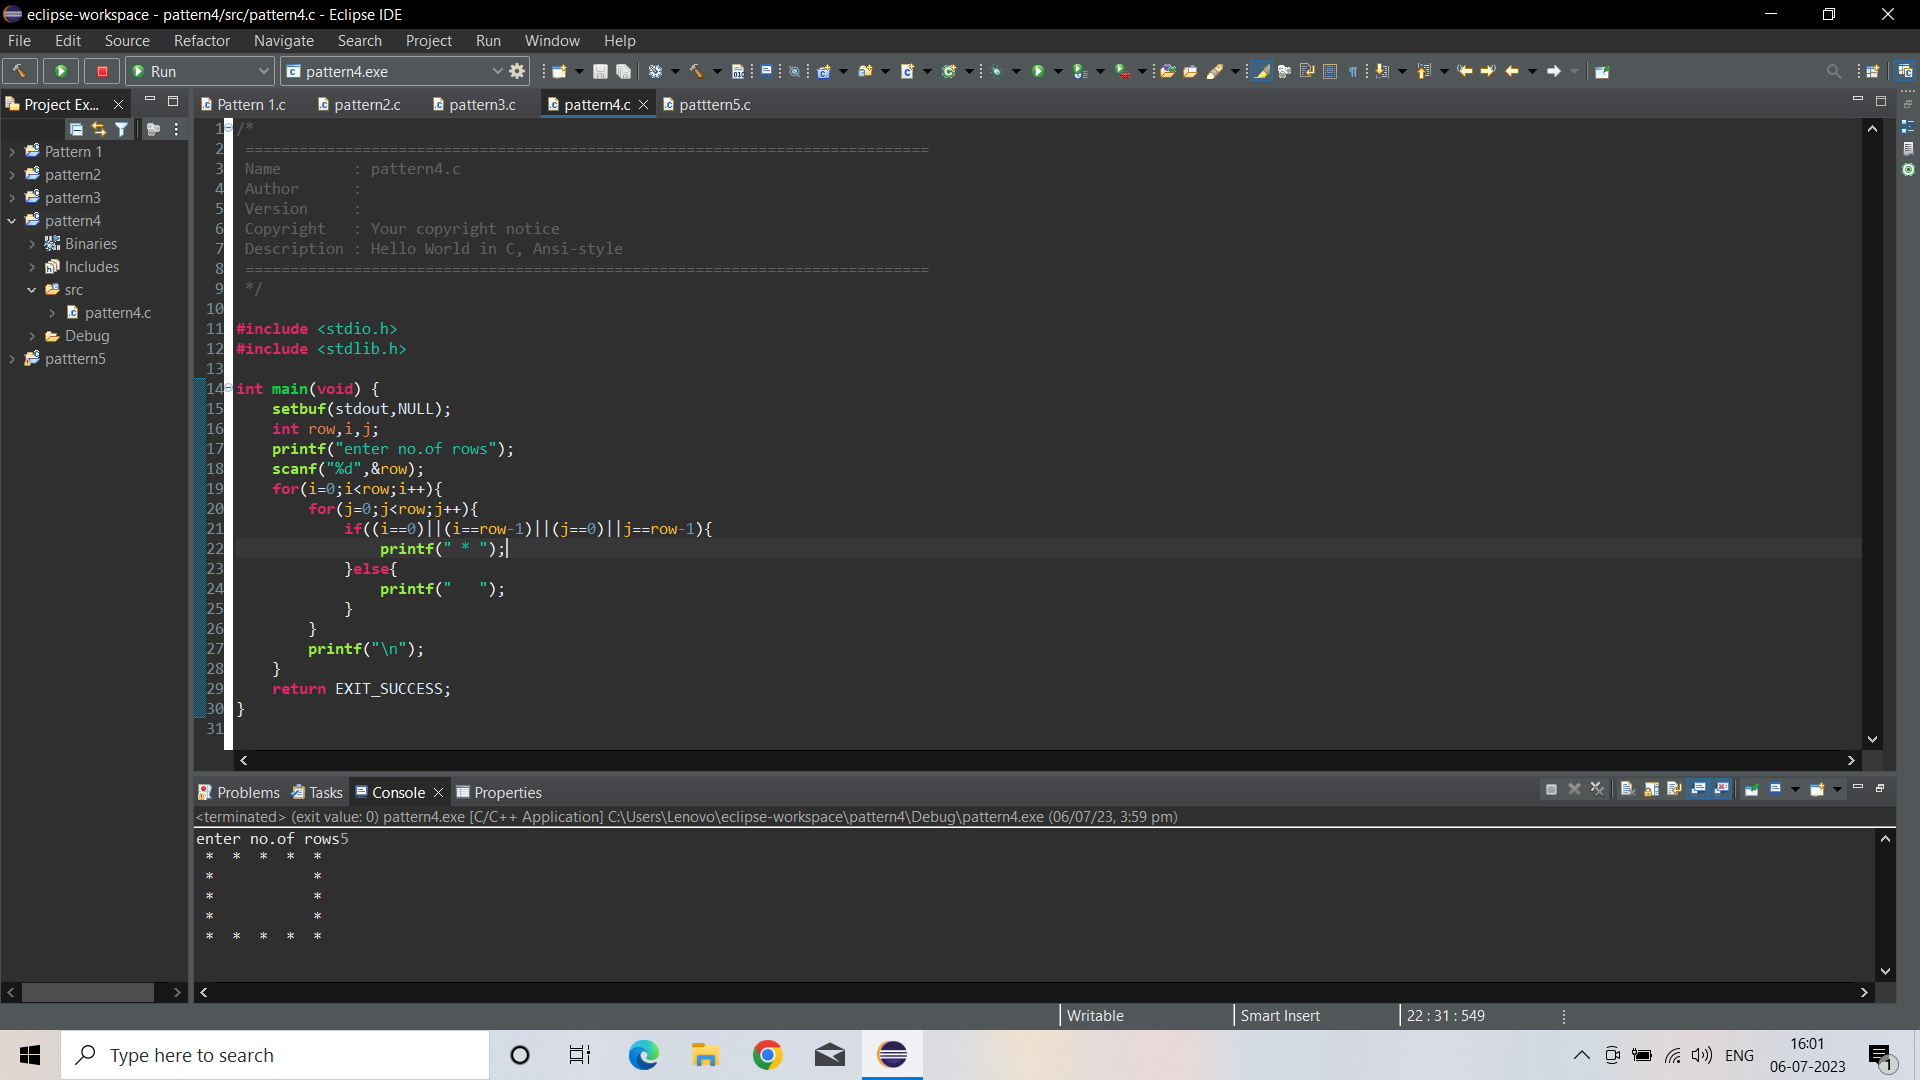 eclipse-workspace - pattern4/src/pattern4.c - Eclipse IDE
File Edit Source Refactor Navigate Search Project Run Window Help
Run pattern4.exe
Project Ex... Pattern 1.c pattern2.c pattern3.c pattern4.c patttern5.c
Pattern 1
pattern2
pattern3
pattern4
Binaries
Includes
src
pattern4.c
Debug
patttern5
1 /*
2 ============================================================================
3 Name : pattern4.c
4 Author :
5 Version :
6 Copyright : Your copyright notice
7 Description : Hello World in C, Ansi-style
8 ============================================================================
9 */
10
11 #include <stdio.h>
12 #include <stdlib.h>
13
14 int main(void) {
15 setbuf(stdout,NULL);
16 int row,i,j;
17 printf("enter no.of rows");
18 scanf("%d",&row);
19 for(i=0;i<row;i++){
20 for(j=0;j<row;j++){
21 if((i==0)||(i==row-1)||(j==0)||j==row-1){
22 printf(" * ");
23 }else{
24 printf("   ");
25 }
26 }
27 printf("\n");
28 }
29 return EXIT_SUCCESS;
30 }
31
Problems Tasks Console Properties
<terminated> (exit value: 0) pattern4.exe [C/C++ Application] C:\Users\Lenovo\eclipse-workspace\pattern4\Debug\pattern4.exe (06/07/23, 3:59 pm)
enter no.of rows5
 *  *  *  *  *
 *           *
 *           *
 *           *
 *  *  *  *  *
Writable Smart Insert 22 : 31 : 549
Type here to search
ENG
16:01
06-07-2023
1